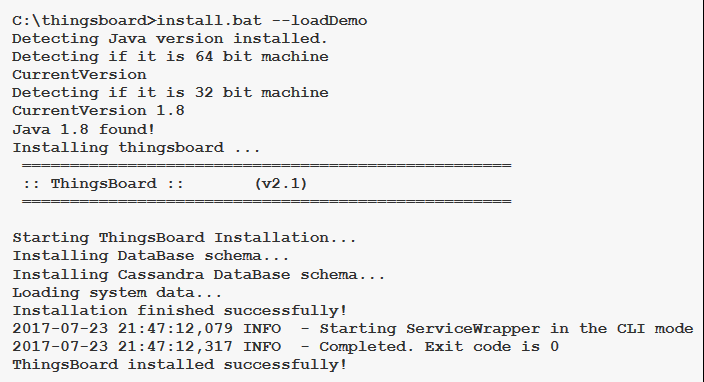 C:\thingsboard>install.bat --loadDemo
Detecting Java version installed.
Detecting if it is 64 bit machine
CurrentVersion
Detecting if it is 32 bit machine
CurrentVersion 1.8
Java 1.8 found!
Installing thingsboard ...
===================================================
:: ThingsBoard ::       (v2.1)
===================================================
Starting ThingsBoard Installation...
Installing DataBase schema...
Installing Cassandra DataBase schema...
Loading system data...
Installation finished successfully!
2017-07-23 21:47:12,079 INFO  - Starting ServiceWrapper in the CLI mode
2017-07-23 21:47:12,317 INFO  - Completed. Exit code is 0
ThingsBoard installed successfully!